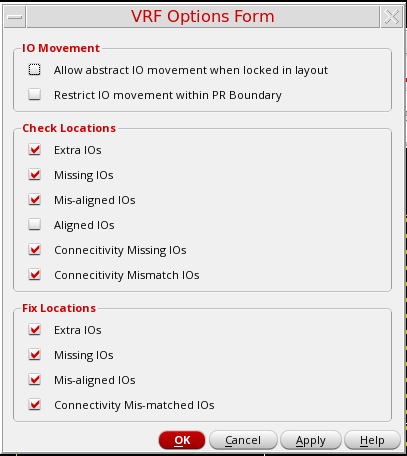 VRF Options Form
IO Movement
Allow abstract IO movement when locked in layout
Restrict IO movement within PR Boundary
Check Locations
Extra IOs
Missing IOs
Mis-aligned IOs
Aligned IOs
Connecitivity Missing IOs
Connecitivity Mismatch IOs
Fix Locations
Extra IOs
Missing IOs
Mis-aligned IOs
Connectivity Mis-matched IOs
OK Cancel Apply Help